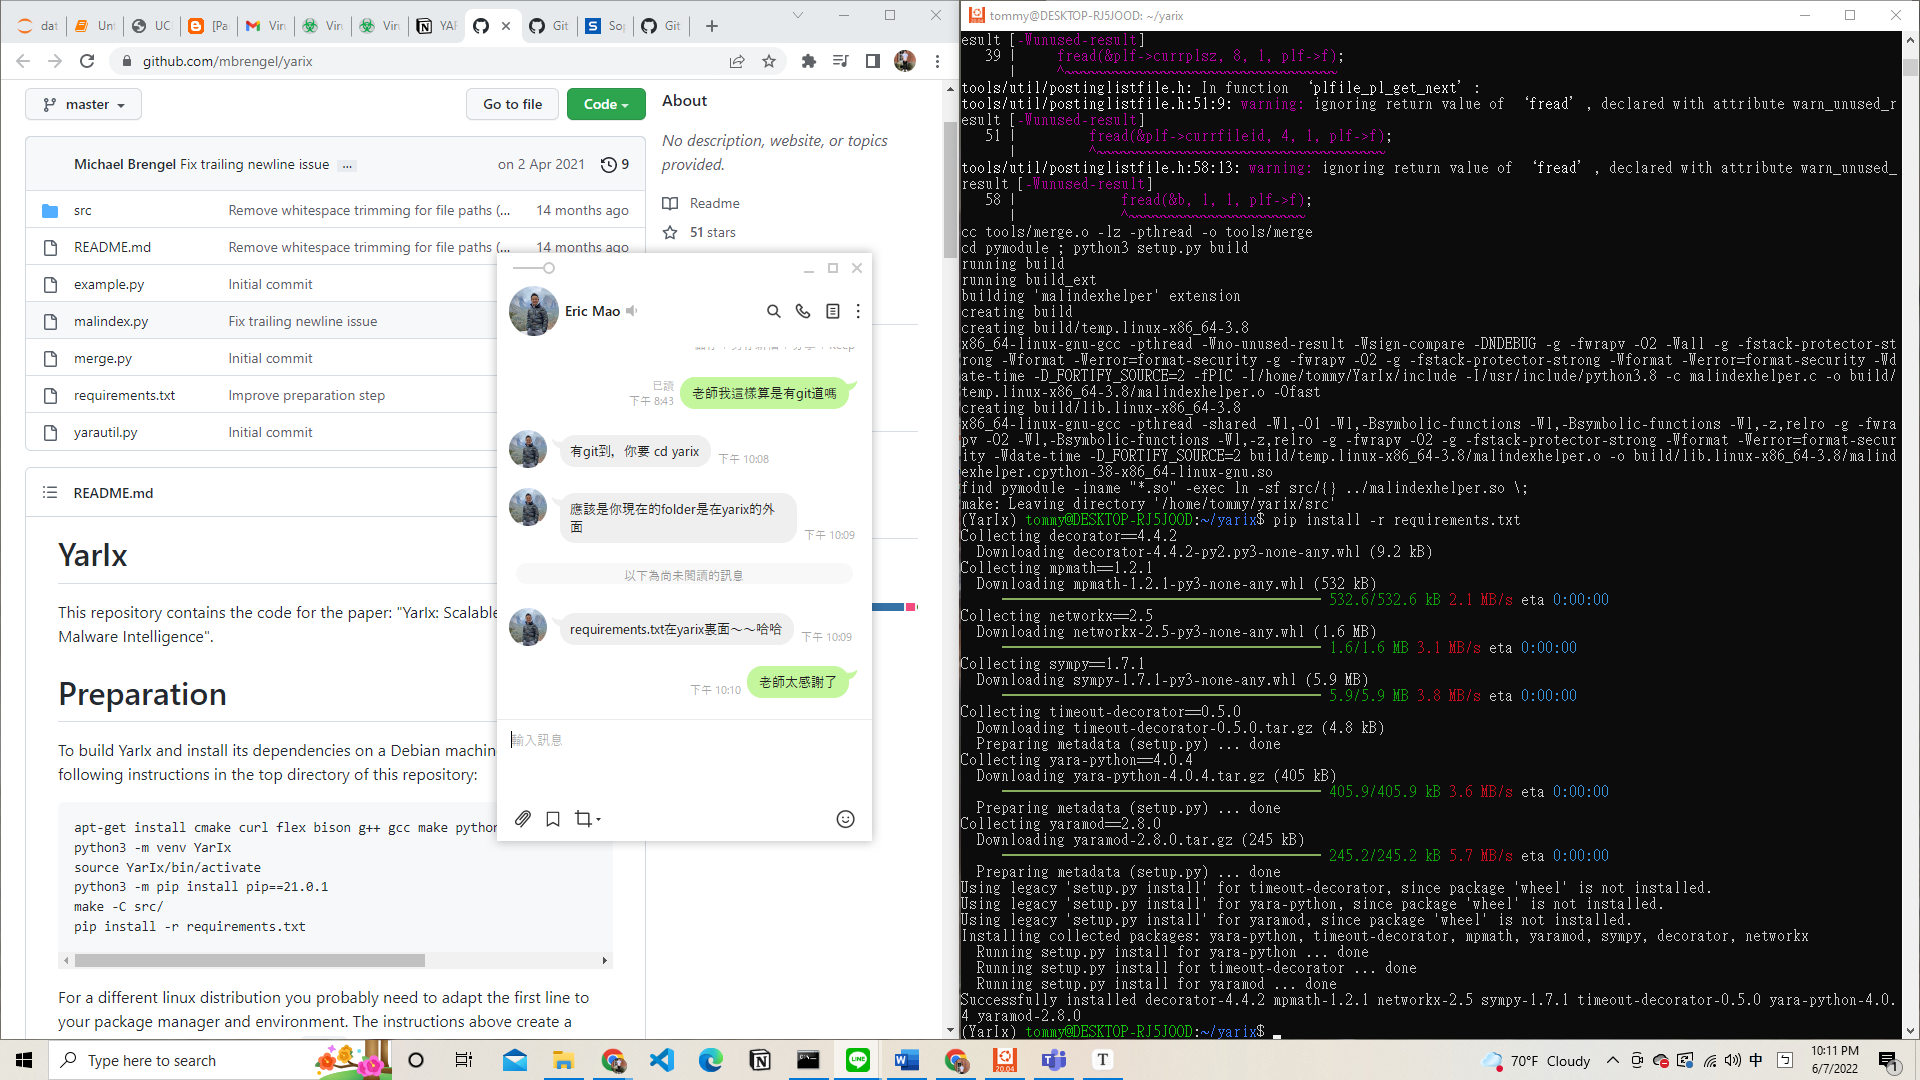 dat
Unt
UC
[Pa
Viru
Viru
Viru
YAR
Git
Sop
Git
github.com/mbrengel/yarix
master
Go to file
Code
Michael Brengel Fix trailing newline issue ...
on 2 Apr 2021
9
src
Remove whitespace trimming for file paths (...
14 months ago
README.md
Remove whitespace trimming for file paths (...
14 months ago
example.py
Initial commit
malindex.py
Fix trailing newline issue
merge.py
Initial commit
requirements.txt
Improve preparation step
yarautil.py
Initial commit
About
No description, website, or topics
provided.
Readme
51 stars
README.md
YarIx
This repository contains the code for the paper: "YarIx: Scalable
Malware Intelligence".
Preparation
To build YarIx and install its dependencies on a Debian machin
following instructions in the top directory of this repository:
apt-get install cmake curl flex bison g++ gcc make python
python3 -m venv YarIx
source YarIx/bin/activate
python3 -m pip install pip==21.0.1
make -C src/
pip install -r requirements.txt
For a different linux distribution you probably need to adapt the first line to
your package manager and environment. The instructions above create a
Eric Mao
已讀
下午 8:43
老師我這樣算是有git道嗎
有git到，你要 cd yarix
下午 10:08
應該是你現在的folder是在yarix的外
面
下午 10:09
以下為尚未閱讀的訊息
requirements.txt在yarix裏面～～哈哈
下午 10:09
下午 10:10
老師太感謝了
輸入訊息
tommy@DESKTOP-RJ5JOOD: ~/yarix
esult [-Wunused-result]
39 | fread(&plf->currplsz, 8, 1, plf->f);
| ^~~~~~~~~~~~~~~~~~~~~~~~~~~~~~~~~~~
tools/util/postinglistfile.h: In function ‘plfile_pl_get_next’:
tools/util/postinglistfile.h:51:9: warning: ignoring return value of ‘fread’, declared with attribute warn_unused_r
esult [-Wunused-result]
51 | fread(&plf->currfileid, 4, 1, plf->f);
| ^~~~~~~~~~~~~~~~~~~~~~~~~~~~~~~~~~~~~
tools/util/postinglistfile.h:58:13: warning: ignoring return value of ‘fread’, declared with attribute warn_unused_
result [-Wunused-result]
58 | fread(&b, 1, 1, plf->f);
| ^~~~~~~~~~~~~~~~~~~~~~~
cc tools/merge.o -lz -pthread -o tools/merge
cd pymodule ; python3 setup.py build
running build
running build_ext
building 'malindexhelper' extension
creating build
creating build/temp.linux-x86_64-3.8
x86_64-linux-gnu-gcc -pthread -Wno-unused-result -Wsign-compare -DNDEBUG -g -fwrapv -O2 -Wall -g -fstack-protector-st
rong -Wformat -Werror=format-security -g -fwrapv -O2 -g -fstack-protector-strong -Wformat -Werror=format-security -Wd
ate-time -D_FORTIFY_SOURCE=2 -fPIC -I/home/tommy/YarIx/include -I/usr/include/python3.8 -c malindexhelper.c -o build/
temp.linux-x86_64-3.8/malindexhelper.o -Ofast
creating build/lib.linux-x86_64-3.8
x86_64-linux-gnu-gcc -pthread -shared -Wl,-O1 -Wl,-Bsymbolic-functions -Wl,-Bsymbolic-functions -Wl,-z,relro -g -fwra
pv -O2 -Wl,-Bsymbolic-functions -Wl,-z,relro -g -fwrapv -O2 -g -fstack-protector-strong -Wformat -Werror=format-secur
ity -Wdate-time -D_FORTIFY_SOURCE=2 build/temp.linux-x86_64-3.8/malindexhelper.o -o build/lib.linux-x86_64-3.8/malind
exhelper.cpython-38-x86_64-linux-gnu.so
find pymodule -iname "*.so" -exec ln -sf src/{} ../malindexhelper.so \;
make: Leaving directory '/home/tommy/yarix/src'
(YarIx) tommy@DESKTOP-RJ5JOOD:~/yarix$ pip install -r requirements.txt
Collecting decorator==4.4.2
Downloading decorator-4.4.2-py2.py3-none-any.whl (9.2 kB)
Collecting mpmath==1.2.1
Downloading mpmath-1.2.1-py3-none-any.whl (532 kB)
532.6/532.6 kB 2.1 MB/s eta 0:00:00
Collecting networkx==2.5
Downloading networkx-2.5-py3-none-any.whl (1.6 MB)
1.6/1.6 MB 3.1 MB/s eta 0:00:00
Collecting sympy==1.7.1
Downloading sympy-1.7.1-py3-none-any.whl (5.9 MB)
5.9/5.9 MB 3.8 MB/s eta 0:00:00
Collecting timeout-decorator==0.5.0
Downloading timeout-decorator-0.5.0.tar.gz (4.8 kB)
Preparing metadata (setup.py) ... done
Collecting yara-python==4.0.4
Downloading yara-python-4.0.4.tar.gz (405 kB)
405.9/405.9 kB 3.6 MB/s eta 0:00:00
Preparing metadata (setup.py) ... done
Collecting yaramod==2.8.0
Downloading yaramod-2.8.0.tar.gz (245 kB)
245.2/245.2 kB 5.7 MB/s eta 0:00:00
Preparing metadata (setup.py) ... done
Using legacy 'setup.py install' for timeout-decorator, since package 'wheel' is not installed.
Using legacy 'setup.py install' for yara-python, since package 'wheel' is not installed.
Using legacy 'setup.py install' for yaramod, since package 'wheel' is not installed.
Installing collected packages: yara-python, timeout-decorator, mpmath, yaramod, sympy, decorator, networkx
Running setup.py install for yara-python ... done
Running setup.py install for timeout-decorator ... done
Running setup.py install for yaramod ... done
Successfully installed decorator-4.4.2 mpmath-1.2.1 networkx-2.5 sympy-1.7.1 timeout-decorator-0.5.0 yara-python-4.0.
4 yaramod-2.8.0
(YarIx) tommy@DESKTOP-RJ5JOOD:~/yarix$
Type here to search
20.04
70°F Cloudy
中
10:11 PM
6/7/2022
1